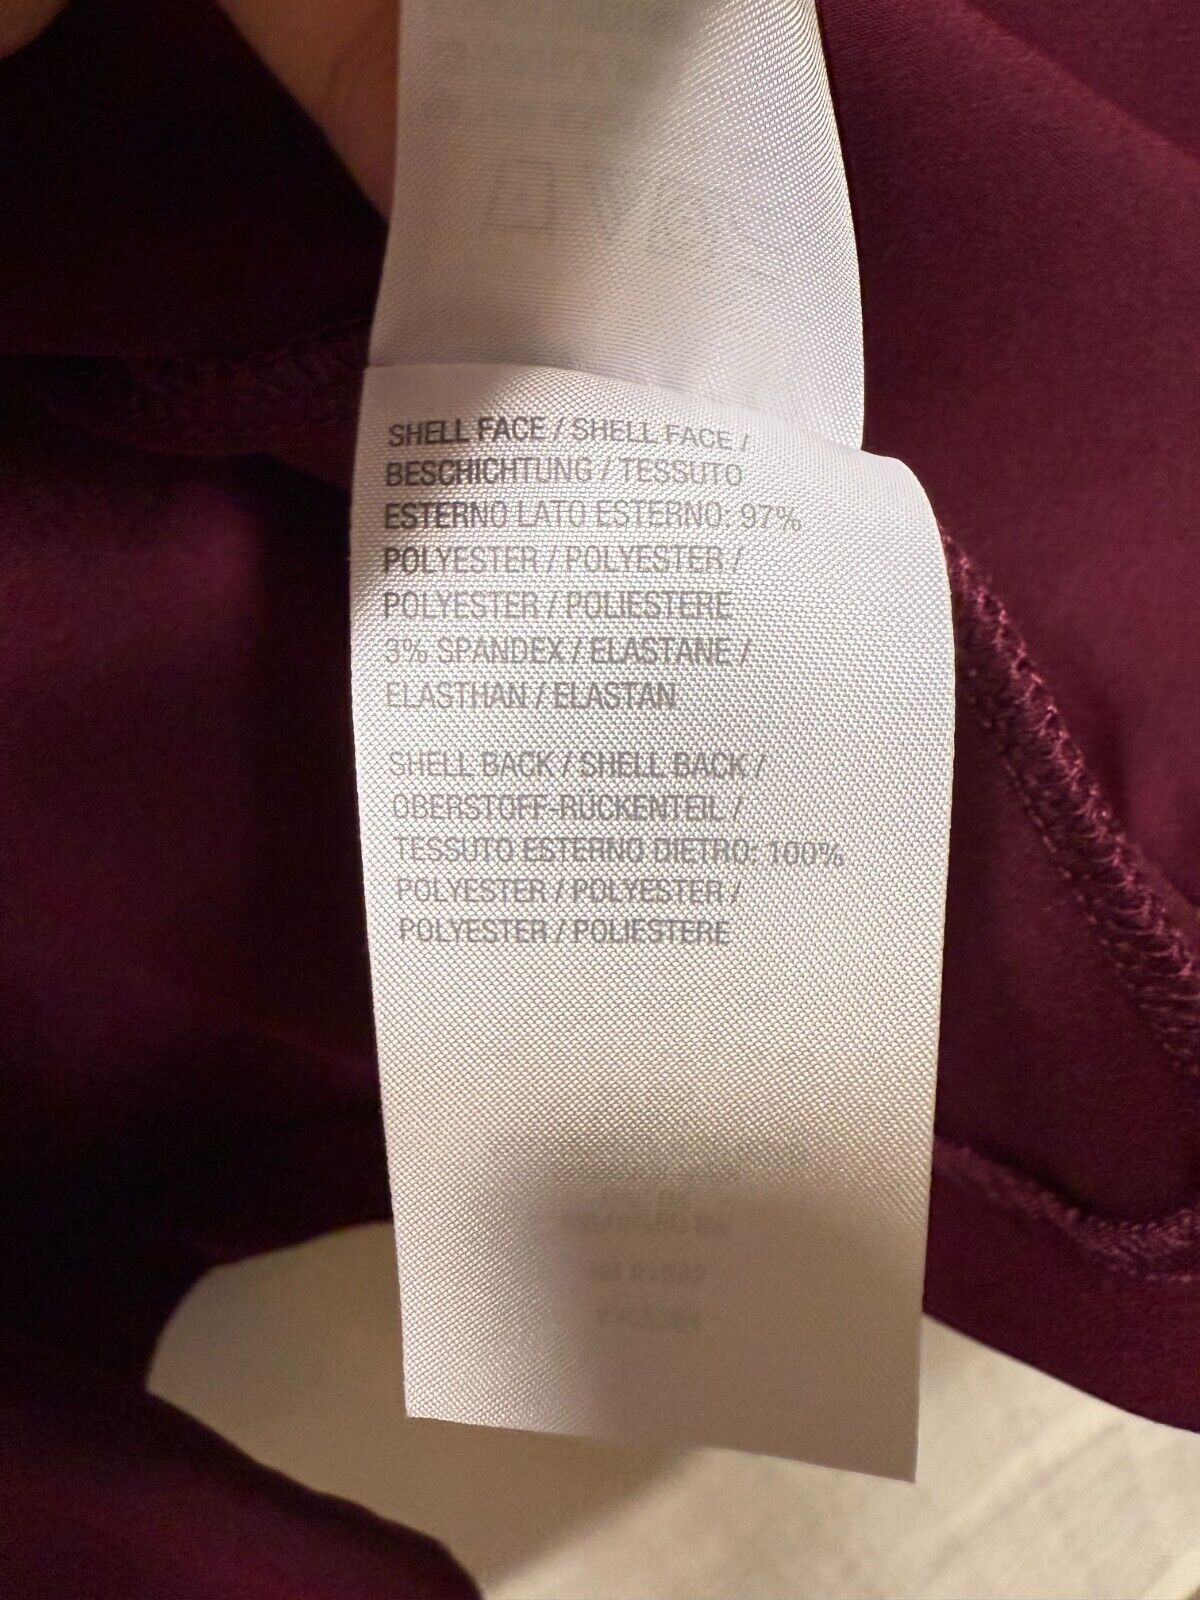 SHELL FACE / SHELL FACE /
BESCHICHTUNG / TESSUTO
ESTERNO LATO ESTERNO: 97%
POLYESTER / POLYESTER /
POLYESTER / POLIESTERE
3% SPANDEX / ELASTANE /
ELASTHAN / ELASTAN
SHELL BACK / SHELL BACK /
OBERSTOFF-RÜCKENTEIL /
TESSUTO ESTERNO DIETRO: 100%
POLYESTER / POLYESTER /
POLYESTER / POLIESTERE